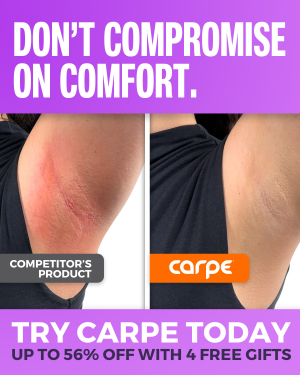 DON'T COMPROMISE
ON COMFORT.
COMPETITOR'S
PRODUCT
carpe
TRY CARPE TODAY
UP TO 56% OFF WITH 4 FREE GIFTS